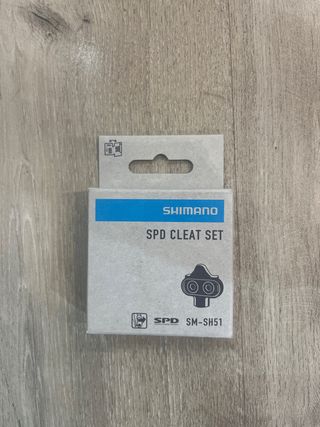 SHIMANO
SPD CLEAT SET
SPD SM-SH51